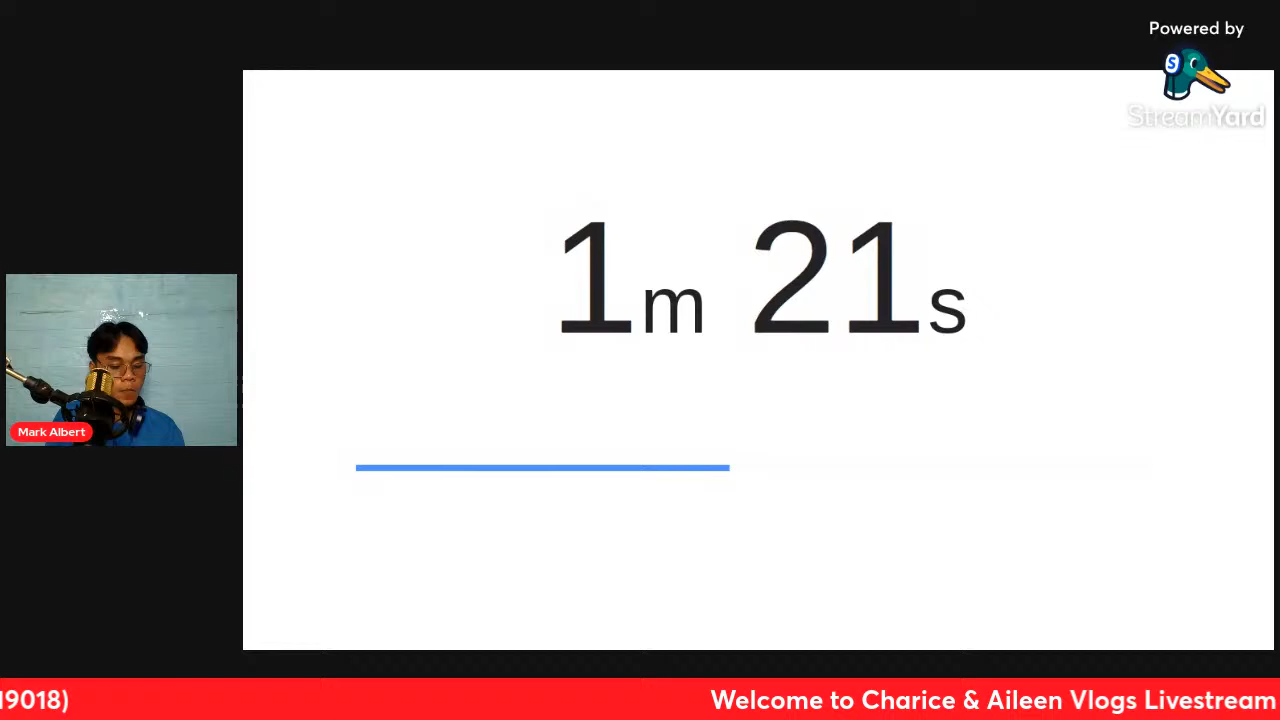 Powered by
S
StreamYard
1m 21s
Mark Albert
19018) Welcome to Charice & Aileen Vlogs Livestream